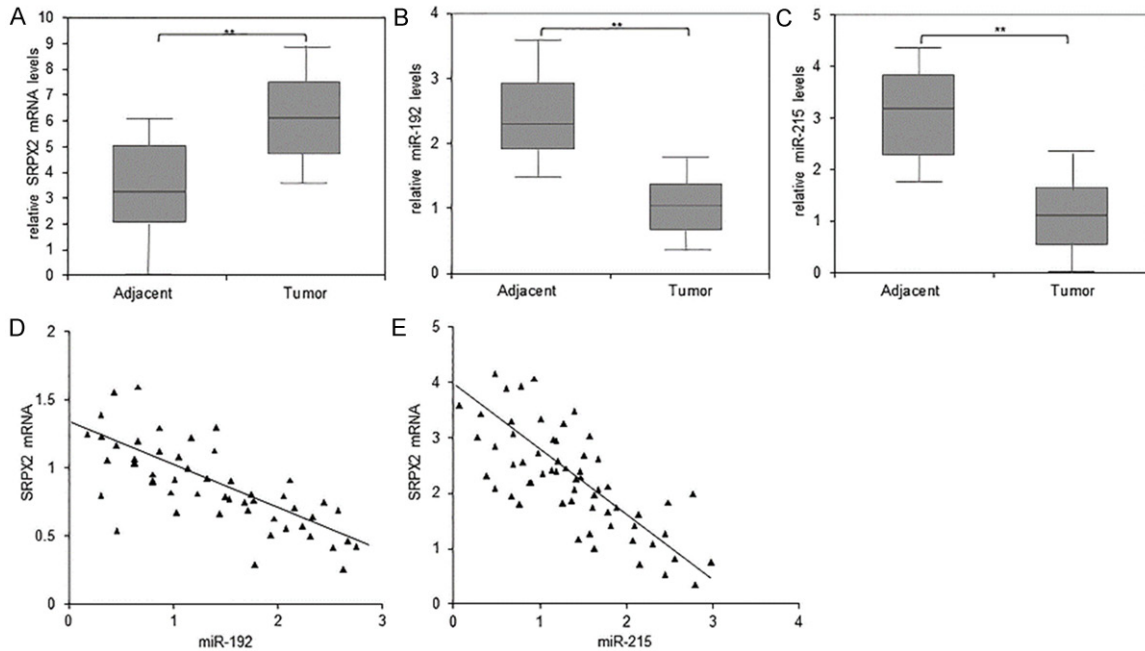 A
relative SRPX2 mRNA levels
10
9
8
7
6
5
4
3
2
1
0
**
Adjacent
Tumor
B
relative miR-192 levels
4
3
2
1
0
**
Adjacent
Tumor
C
relative miR-215 levels
5
4
3
2
1
0
**
Adjacent
Tumor
D
SRPX2 mRNA
2
1.5
1
0.5
0
0
1
2
3
miR-192
E
SRPX2 mRNA
5
4
3
2
1
0
0
1
2
3
4
miR-215